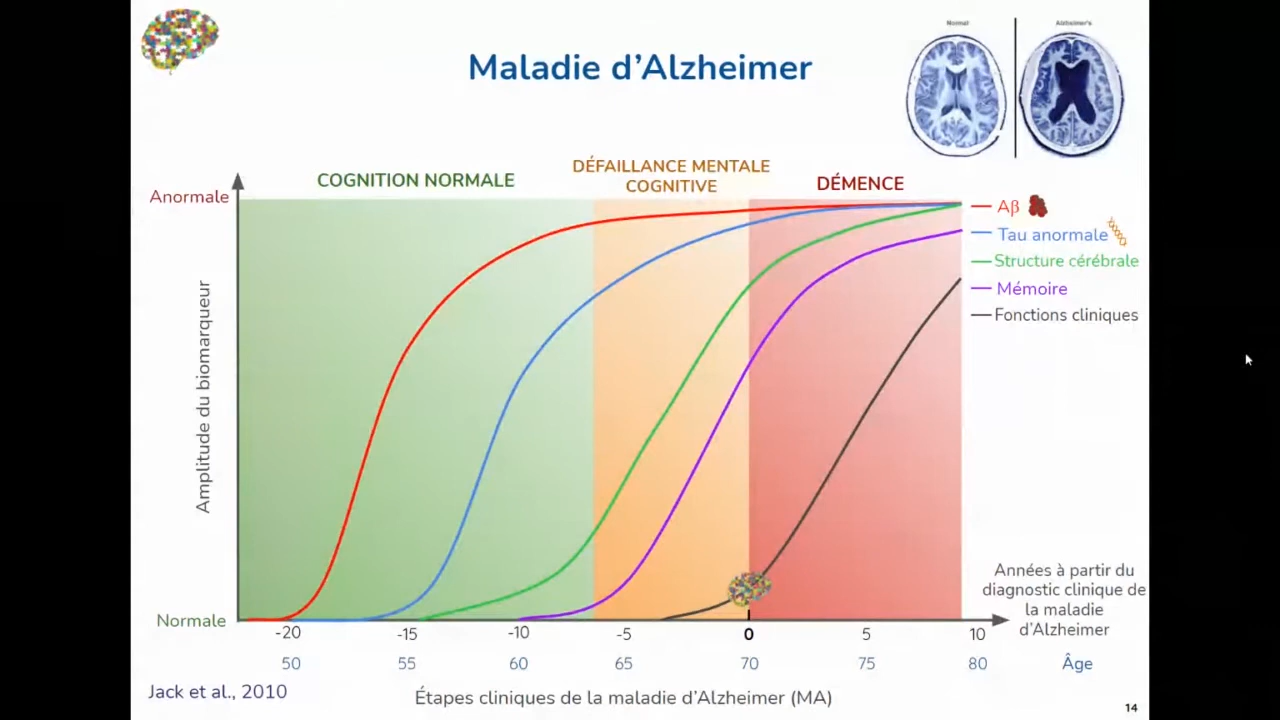 Normal
Alzheimer's
Maladie d'Alzheimer
COGNITION NORMALE
DÉFAILLANCE MENTALE
COGNITIVE
DÉMENCE
Anormale
Aβ
Tau anormale
Structure cérébrale
Mémoire
Fonctions cliniques
Amplitude du biomarqueur
Années à partir du
diagnostic clinique de
la maladie
d'Alzheimer
Normale
-20 -15 -10 -5 0 5 10
50 55 60 65 70 75 80 Âge
Jack et al., 2010
Étapes cliniques de la maladie d'Alzheimer (MA)
14